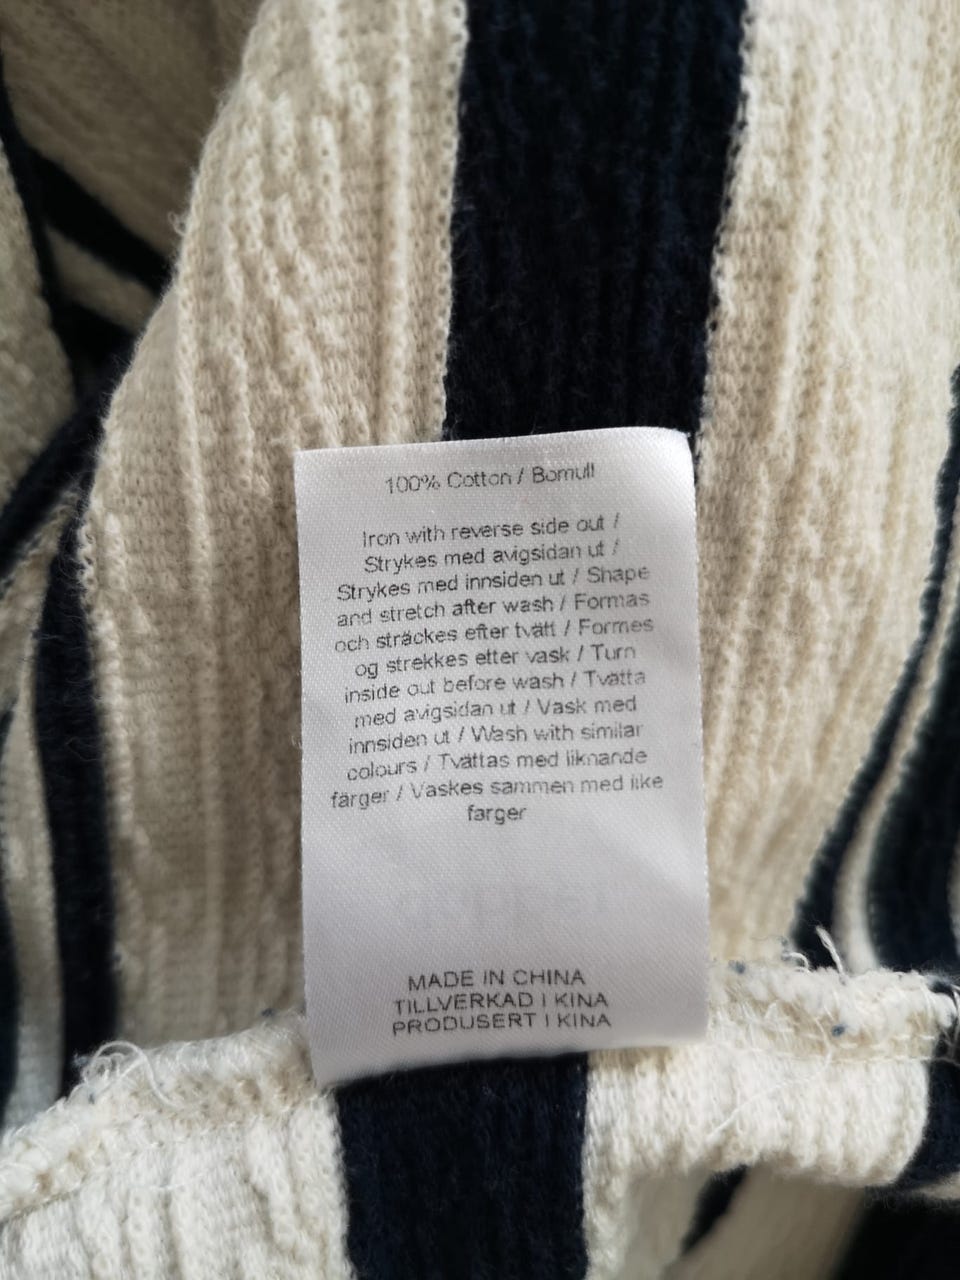 100% Cotton / Bomull
Iron with reverse side out /
Strykes med avigsidan ut /
Strykes med innsiden ut / Shape
and stretch after wash / Formas
och sträckes efter tvätt / Formes
og strekkes etter vask / Turn
inside out before wash / Tvätta
med avigsidan ut / Vask med
innsiden ut / Wash with similar
colours / Tvättas med liknande
färger / Vaskes sammen med like
farger
MADE IN CHINA
TILLVERKAD I KINA
PRODUSERT I KINA